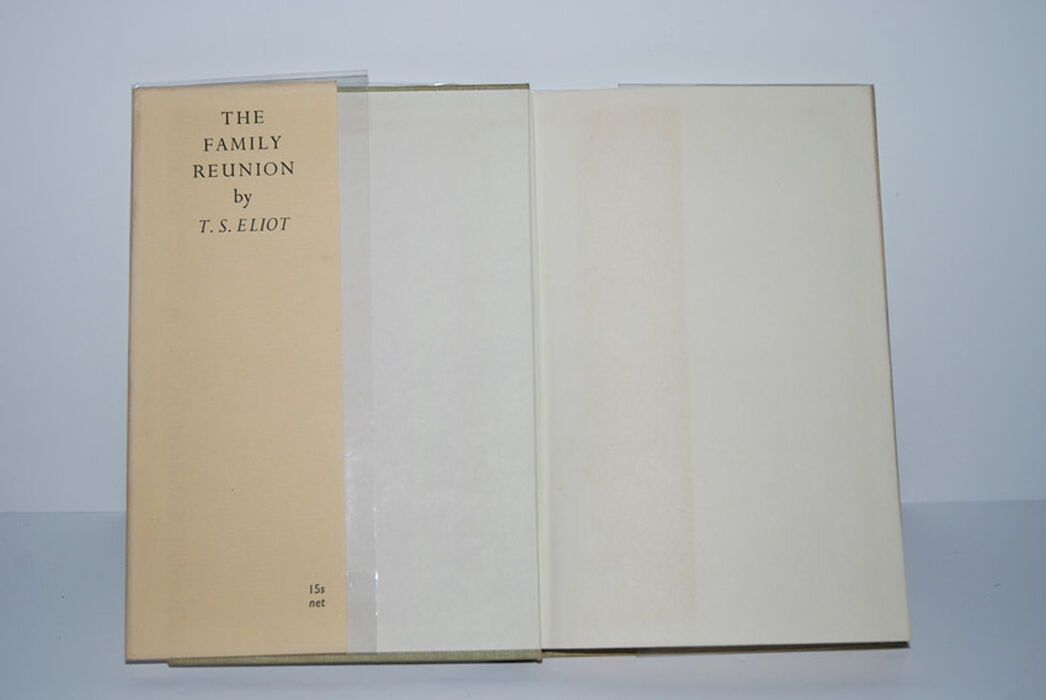 THE
FAMILY
REUNION
by
T. S. ELIOT
15s
net